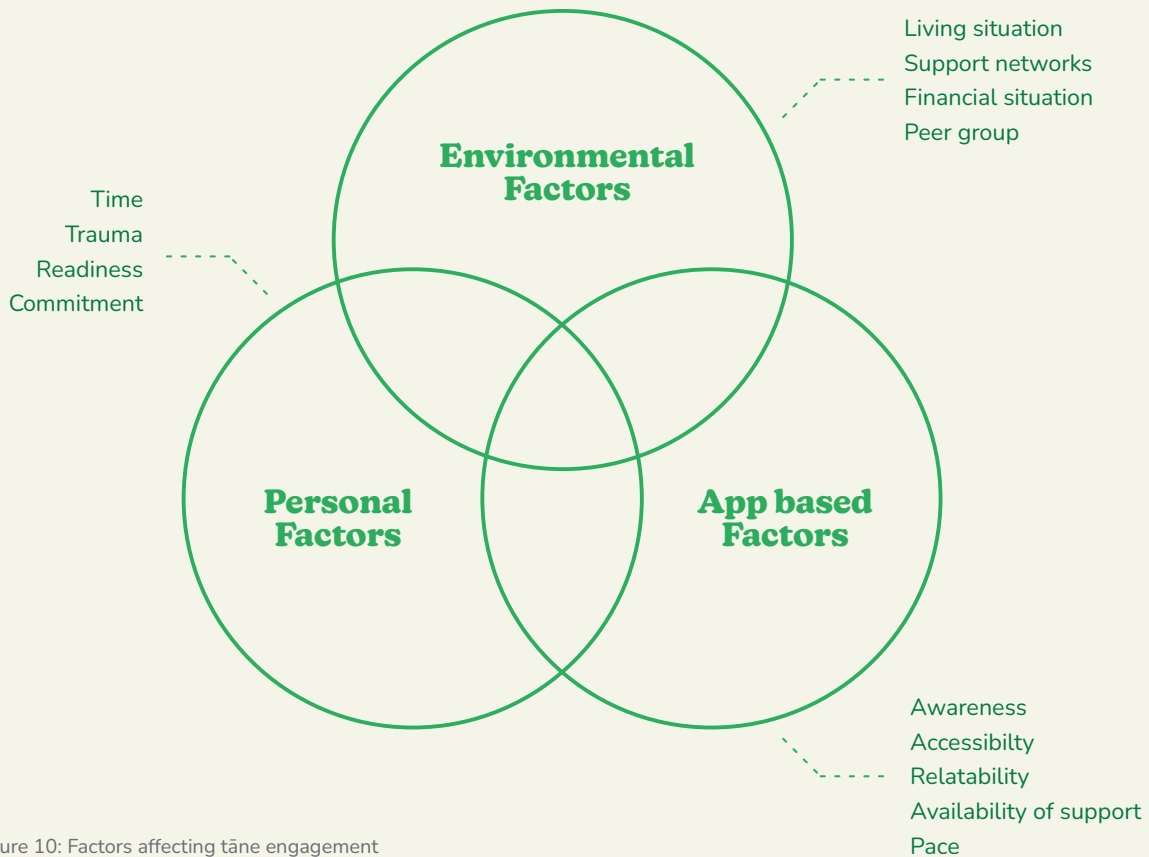 Living situation
Support networks
Financial situation
Peer group
Environmental
Factors
Time
Trauma
Readiness
Commitment
Personal
Factors
App based
Factors
Awareness
Accessibilty
Relatability
Availability of support
Pace
ure 10: Factors affecting tāne engagement